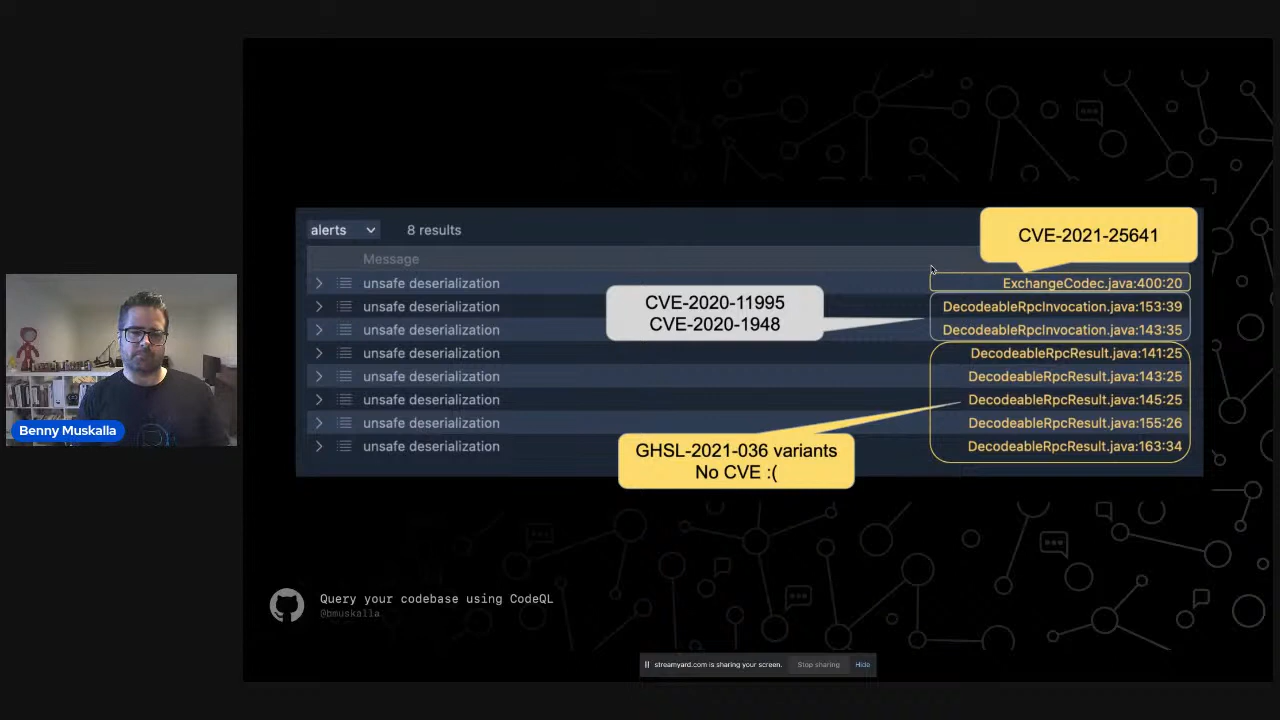 alerts 8 results
CVE-2021-25641
Message
unsafe deserialization ExchangeCodec.java:400:20
unsafe deserialization DecodeableRpcInvocation.java:153:39
unsafe deserialization DecodeableRpcInvocation.java:143:35
CVE-2020-11995
CVE-2020-1948
unsafe deserialization DecodeableRpcResult.java:141:25
unsafe deserialization DecodeableRpcResult.java:143:25
unsafe deserialization DecodeableRpcResult.java:145:25
unsafe deserialization DecodeableRpcResult.java:155:26
unsafe deserialization DecodeableRpcResult.java:163:34
GHSL-2021-036 variants
No CVE :(
Benny Muskalla
Query your codebase using CodeQL
@bmuskalla
streamyard.com is sharing your screen. Stop sharing Hide